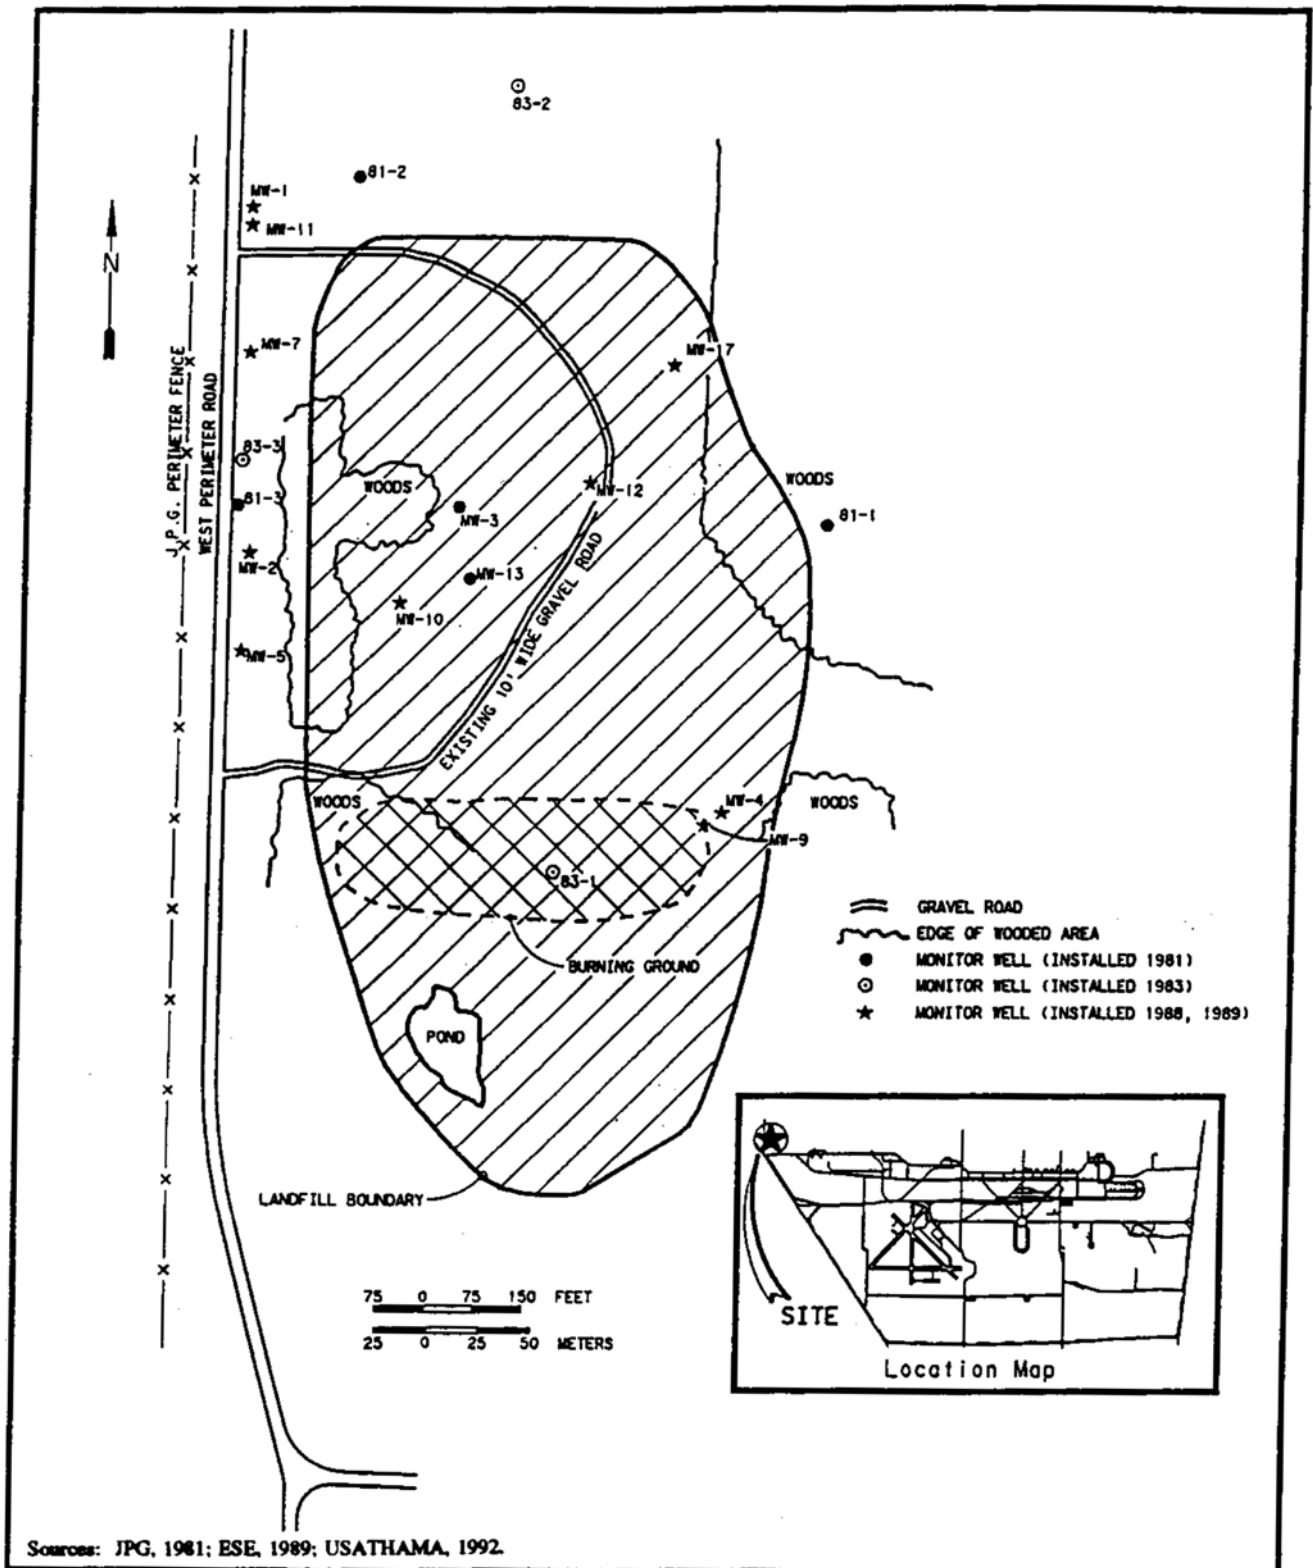 83-2
81-2
MW-1
MW-11
N
MW-7
MW-17
J.P.G. PERIMETER FENCE
WEST PERIMETER ROAD
83-3
WOODS
MW-12
WOODS
81-3
MW-3
81-1
MW-2
MW-13
MW-10
EXISTING 10' WIDE GRAVEL ROAD
MW-5
WOODS
MW-4
WOODS
MW-9
83-1
GRAVEL ROAD
EDGE OF WOODED AREA
BURNING GROUND
MONITOR WELL (INSTALLED 1981)
MONITOR WELL (INSTALLED 1983)
MONITOR WELL (INSTALLED 1988, 1989)
POND
LANDFILL BOUNDARY
75 0 75 150 FEET
25 0 25 50 METERS
SITE
Location Map
Sources: JPG, 1981; ESE, 1989; USATHAMA, 1992.